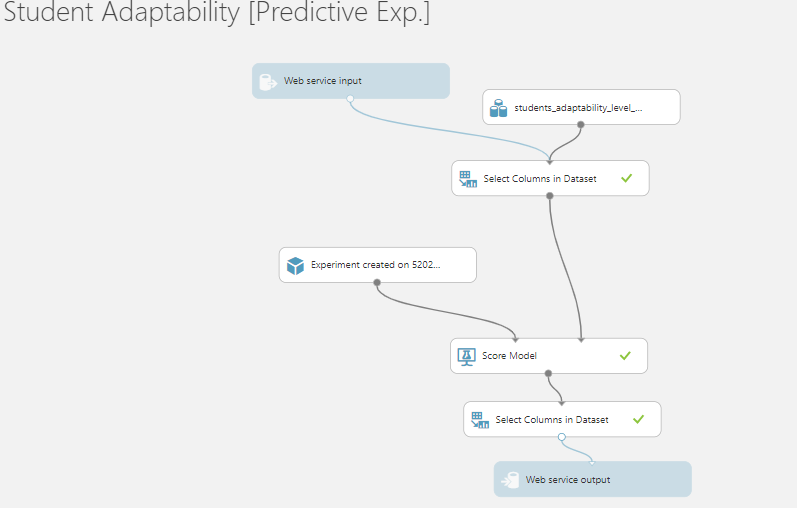 Student Adaptability [Predictive Exp.]
Web service input
students_adaptability_level_...
Select Columns in Dataset
Experiment created on 5202...
Score Model
Select Columns in Dataset
Web service output